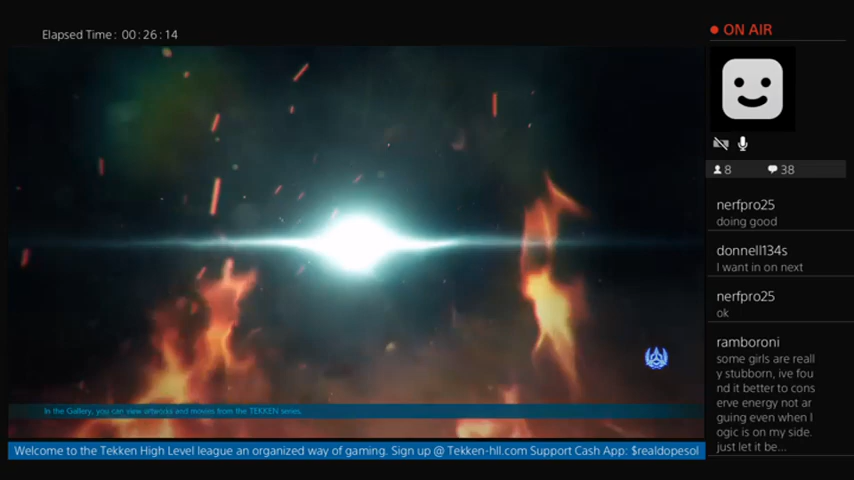 Elapsed Time: 00:26:14
ON AIR
8 38
nerfpro25
doing good
donnell134s
I want in on next
nerfpro25
ok
ramboroni
some girls are reall
y stubborn, ive fou
nd it better to cons
erve energy not ar
guing even when l
ogic is on my side.
just let it be...
In the Gallery, you can view artworks and movies from the TEKKEN series.
Welcome to the Tekken High Level league an organized way of gaming. Sign up @ Tekken-hll.com Support Cash App: $realdopesol